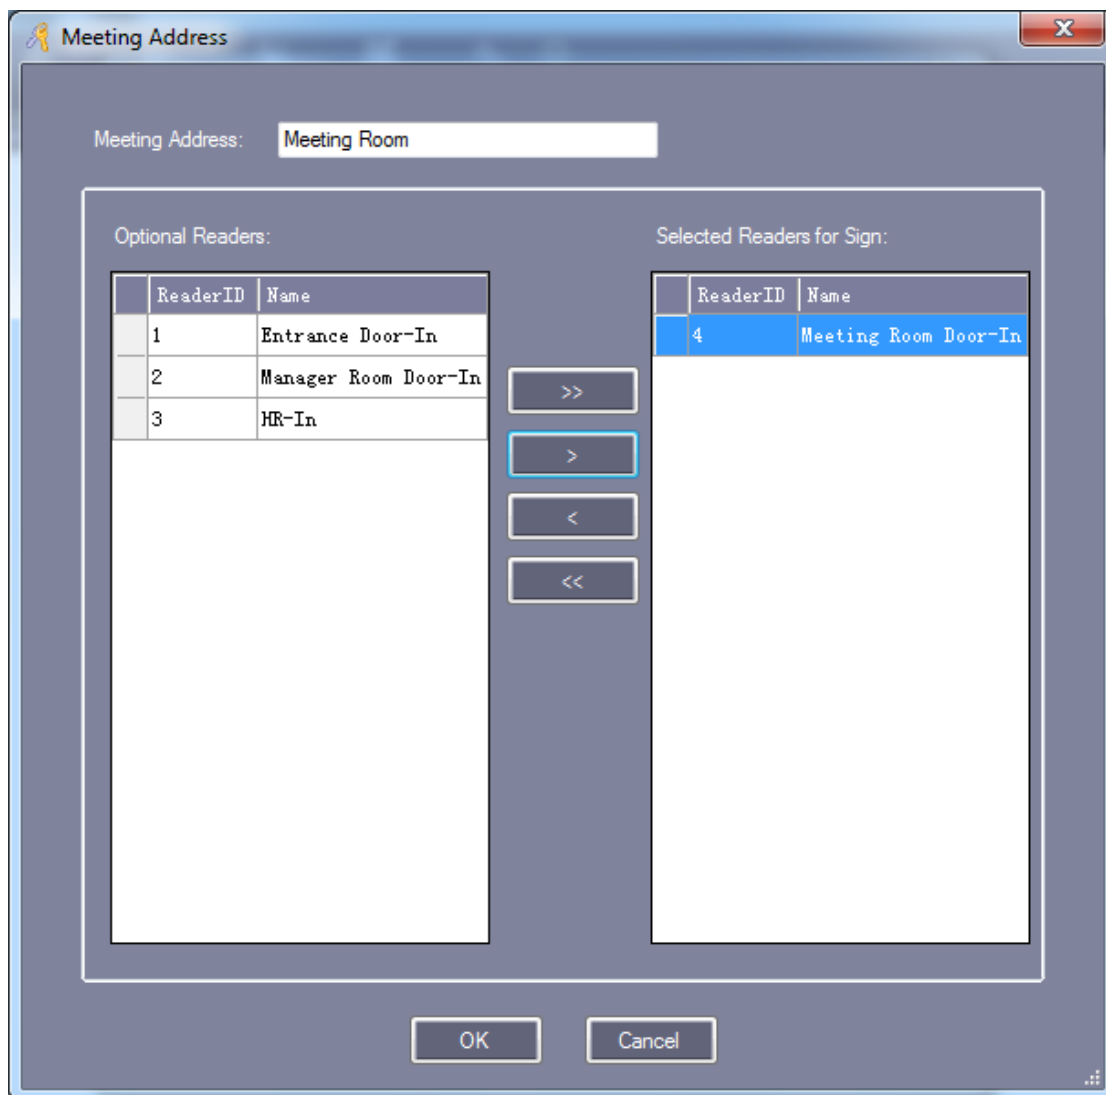 Meeting Address
Meeting Address: Meeting Room
Optional Readers:
ReaderID Name
1 Entrance Door-In
2 Manager Room Door-In
3 HR-In
>>
>
<
<<
Selected Readers for Sign:
ReaderID Name
4 Meeting Room Door-In
OK Cancel